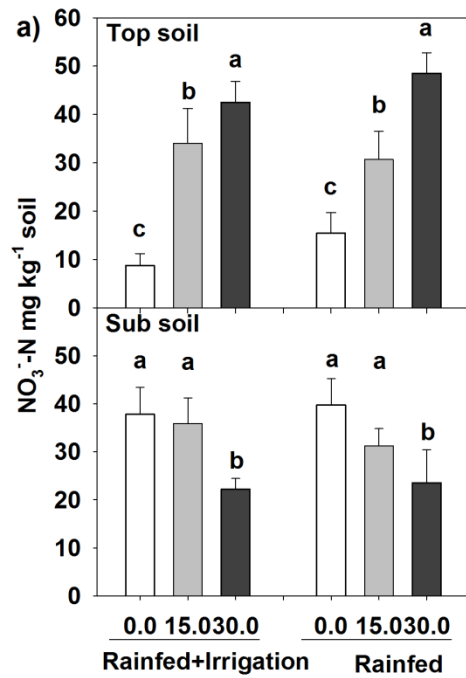 a)
Top soil
60
50
40
30
20
10
0
a
b
c
a
b
c
NO₃⁻-N mg kg⁻¹ soil
Sub soil
50
40
30
20
10
0
a a b a a b
0.0 15.030.0 0.0 15.030.0
Rainfed+Irrigation Rainfed